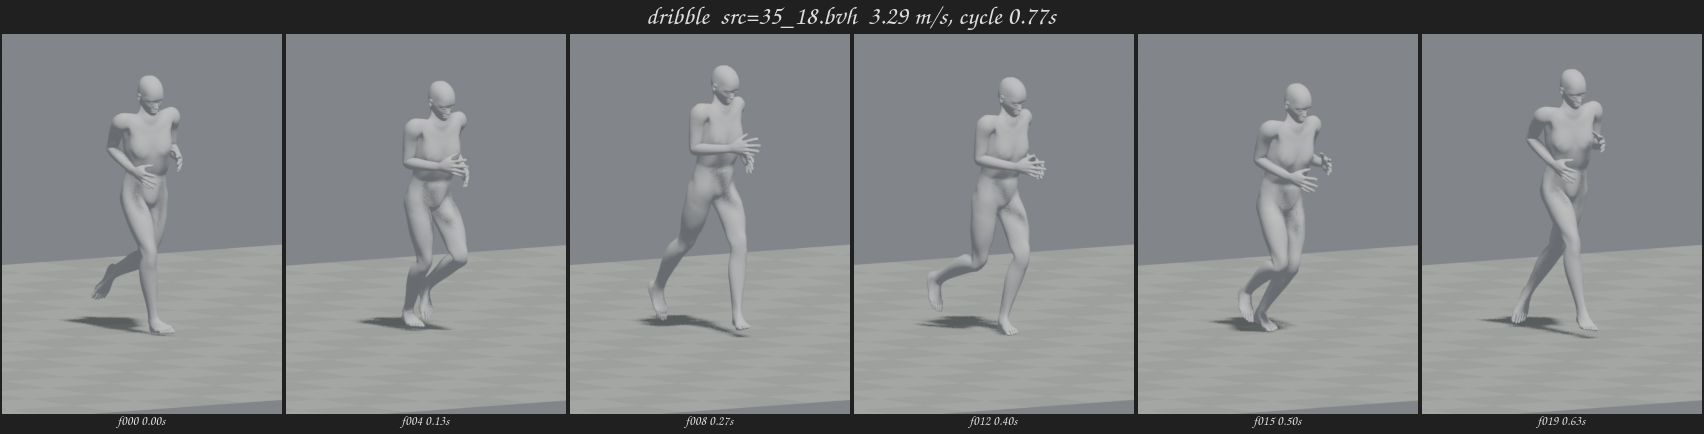 dribble src=35_18.bvh 3.29 m/s, cycle 0.77s
f000 0.00s
f004 0.13s
f008 0.27s
f012 0.40s
f015 0.50s
f019 0.63s